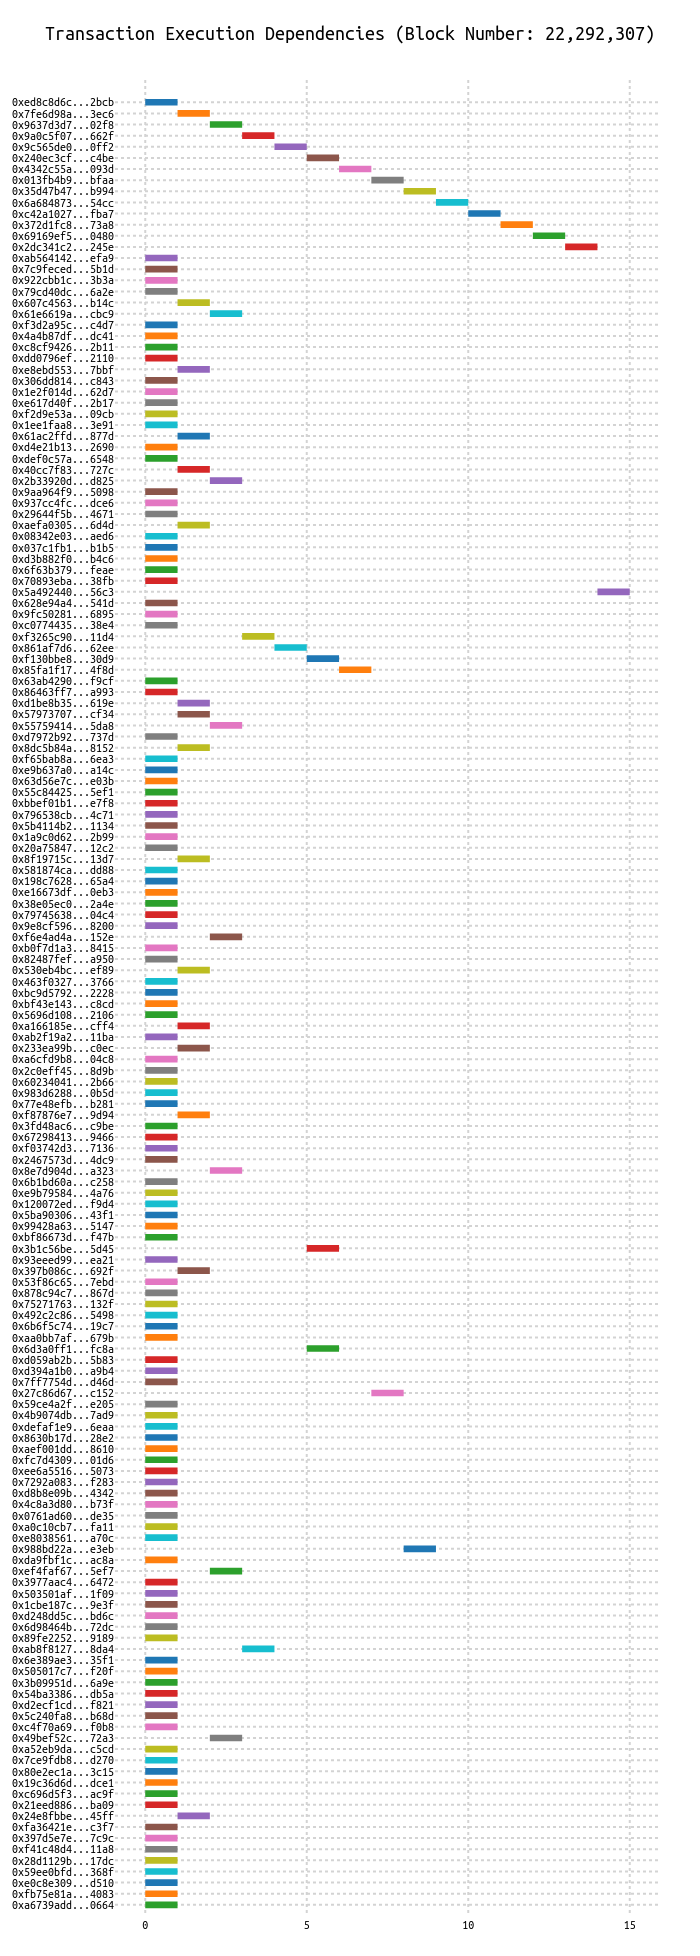 Transaction Execution Dependencies (Block Number: 22,292,307)
0xed8c8d6c...2bcb
0x7fe6d98a...3ec6
0x9637d3d7...02f8
0x9a0c5f07...662f
0x9c565de0...0ff2
0x240ec3cf...c4be
0x4342c55a...093d
0x013fb4b9...bfaa
0x35d47b47...b994
0x6a684873...54cc
0xc42a1027...fba7
0x372d1fc8...73a8
0x69169ef5...0480
0x2dc341c2...245e
0xab564142...efa9
0x7c9feced...5b1d
0x922cbb1c...3b3a
0x79cd40dc...6a2e
0x607c4563...b14c
0x61e6619a...cbc9
0xf3d2a95c...c4d7
0x4a4b87df...dc41
0xc8cf9426...2b11
0xdd0796ef...2110
0xe8ebd553...7bbf
0x306dd814...c843
0x1e2f014d...62d7
0xe617d40f...2b17
0xf2d9e53a...09cb
0x1ee1faa8...3e91
0x61ac2ffd...877d
0xd4e21b13...2690
0xdef0c57a...6548
0x40cc7f83...727c
0x2b33920d...d825
0x9aa964f9...5098
0x937cc4fc...dce6
0x29644f5b...4671
0xaefa0305...6d4d
0x08342e03...aed6
0x037c1fb1...b1b5
0xd3b882f0...b4c6
0x6f63b379...feae
0x70893eba...38fb
0x5a492440...56c3
0x628e94a4...541d
0x9fc50281...6895
0xc0774435...38e4
0xf3265c90...11d4
0x861af7d6...62ee
0xf130bbe8...30d9
0x85fa1f17...4f8d
0x63ab4290...f9cf
0x86463ff7...a993
0xd1be8b35...619e
0x57973707...cf34
0x55759414...5da8
0xd7972b92...737d
0x8dc5b84a...8152
0xf65bab8a...6ea3
0xe9b637a0...a14c
0x63d56e7c...e03b
0x55c84425...5ef1
0xbbef01b1...e7f8
0x796538cb...4c71
0x5b4114b2...1134
0x1a9c0d62...2b99
0x20a75847...12c2
0x8f19715c...13d7
0x581874ca...dd88
0x198c7628...65a4
0xe16673df...0eb3
0x38e05ec0...2a4e
0x79745638...04c4
0x9e8cf596...8200
0xf6e4ad4a...152e
0xb0f7d1a3...8415
0x82487fef...a950
0x530eb4bc...ef89
0x463f0327...3766
0xbc9d5792...2228
0xbf43e143...c8cd
0x5696d108...2106
0xa166185e...cff4
0xab2f19a2...11ba
0x233ea99b...c0ec
0xa6cfd9b8...04c8
0x2c0eff45...8d9b
0x60234041...2b66
0x983d6288...0b5d
0x77e48efb...b281
0xf87876e7...9d94
0x3fd48ac6...c9be
0x67298413...9466
0xf03742d3...7136
0x2467573d...4dc9
0x8e7d904d...a323
0x6b1bd60a...c258
0xe9b79584...4a76
0x120072ed...f9d4
0x5ba90306...43f1
0x99428a63...5147
0xbf86673d...f47b
0x3b1c56be...5d45
0x93eeed99...ea21
0x397b086c...692f
0x53f86c65...7ebd
0x878c94c7...867d
0x75271763...132f
0x492c2c86...5498
0x6b6f5c74...19c7
0xaa0bb7af...679b
0x6d3a0ff1...fc8a
0xd059ab2b...5b83
0xd394a1b0...a9b4
0x7ff7754d...d46d
0x27c86d67...c152
0x59ce4a2f...e205
0x4b9074db...7ad9
0xdefaf1e9...6eaa
0x8630b17d...28e2
0xaef001dd...8610
0xfc7d4309...01d6
0xee6a5516...5073
0x7292a083...f283
0xd8b8e09b...4342
0x4c8a3d80...b73f
0x0761ad60...de35
0xa0c10cb7...fa11
0xe8038561...a70c
0x988bd22a...e3eb
0xda9fbf1c...ac8a
0xef4faf67...5ef7
0x3977aac4...6472
0x503501af...1f09
0x1cbe187c...9e3f
0xd248dd5c...bd6c
0x6d98464b...72dc
0x89fe2252...9189
0xab8f8127...8da4
0x6e389ae3...35f1
0x505017c7...f20f
0x3b09951d...6a9e
0x54ba3386...db5a
0xd2ecf1cd...f821
0x5c240fa8...b68d
0xc4f70a69...f0b8
0x49bef52c...72a3
0xa52eb9da...c5cd
0x7ce9fdb8...d270
0x80e2ec1a...3c15
0x19c36d6d...dce1
0xc696d5f3...ac9f
0x21eed886...ba09
0x24e8fbbe...45ff
0xfa36421e...c3f7
0x397d5e7e...7c9c
0xf41c48d4...11a8
0x28d1129b...17dc
0x59ee0bfd...368f
0xe0c8e309...d510
0xfb75e81a...4083
0xa6739add...0664
0 5 10 15